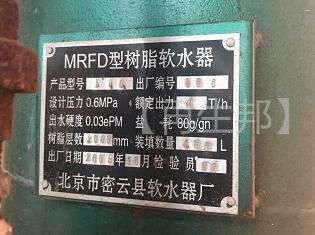 MRFD型树脂软水器
产品型号 出厂编号 008
设计压力 0.6MPa 额定出力 T/h
出水硬度 0.03ePM 盐耗 80g/gn
树脂层数 2000mm 装填数量 L
出厂日期 年 月 检验员
北京市密云县软水器厂